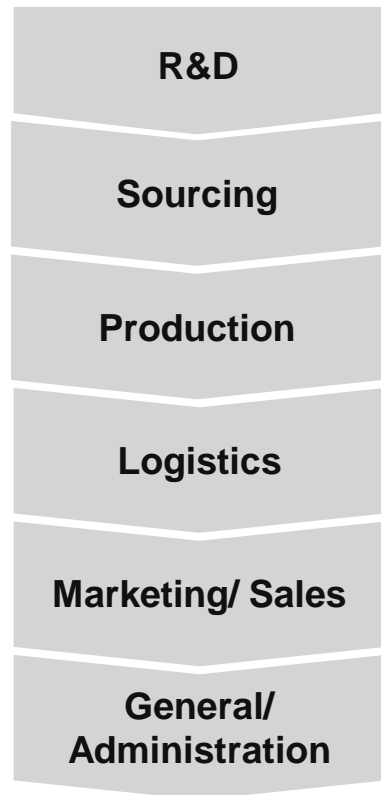 R&D
Sourcing
Production
Logistics
Marketing/ Sales
General/
Administration